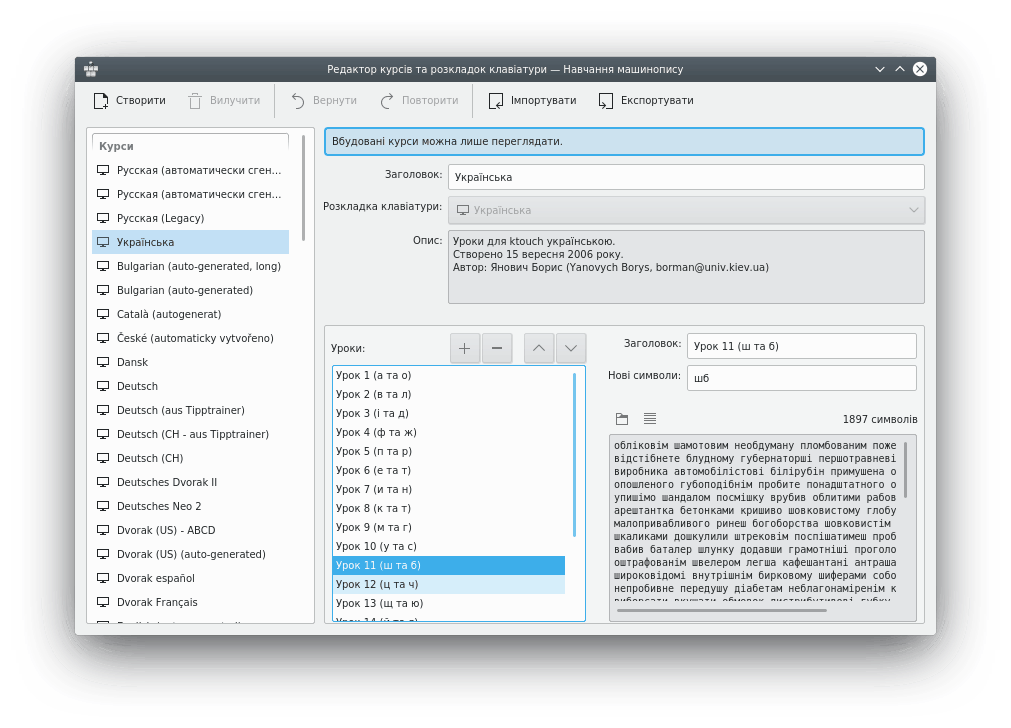 Редактор курсів та розкладок клавіатури — Навчання машинопису
Створити
Вилучити
Вернути
Повторити
Імпортувати
Експортувати
Курси
Русская (автоматически сген...
Русская (автоматически сген...
Русская (Legacy)
Українська
Bulgarian (auto-generated, long)
Bulgarian (auto-generated)
Català (autogenerat)
České (automaticky vytvořeno)
Dansk
Deutsch
Deutsch (aus Tipptrainer)
Deutsch (CH - aus Tipptrainer)
Deutsch (CH)
Deutsches Dvorak II
Deutsches Neo 2
Dvorak (US) - ABCD
Dvorak (US) (auto-generated)
Dvorak español
Dvorak Français
Вбудовані курси можна лише переглядати.
Заголовок: Українська
Розкладка клавіатури: Українська
Опис: Уроки для ktouch українською.
Створено 15 вересня 2006 року.
Автор: Янович Борис (Yanovych Borys, borman@univ.kiev.ua)
Уроки:
Урок 1 (а та о)
Урок 2 (в та л)
Урок 3 (і та д)
Урок 4 (ф та ж)
Урок 5 (п та р)
Урок 6 (е та т)
Урок 7 (и та н)
Урок 8 (к та т)
Урок 9 (м та г)
Урок 10 (у та с)
Урок 11 (ш та б)
Урок 12 (ц та ч)
Урок 13 (щ та ю)
Заголовок: Урок 11 (ш та б)
Нові символи: шб
1897 символів
обліковім шамотовим необдуману пломбованим поже
відстібнете блудному губернаторші першотравневі
виробника автомобілістові білірубін примушена о
опошленого губоподібнім пробите понадштатного о
упишімо шандалом посмішку врубив облитими рабов
арештантка бетонками кришиво шовковистому глобу
малопривабливого ринеш богоборства шовковистім
шкаликами дошкулили штрековім поспішатимеш проб
вабив баталер шлунку додавши грамотніші проголо
оштрафованім швелером легша кафешантані антраша
широковідомі внутрішнім бирковому шиферами собо
непробивне передушу діабетам неблагонаміренім к